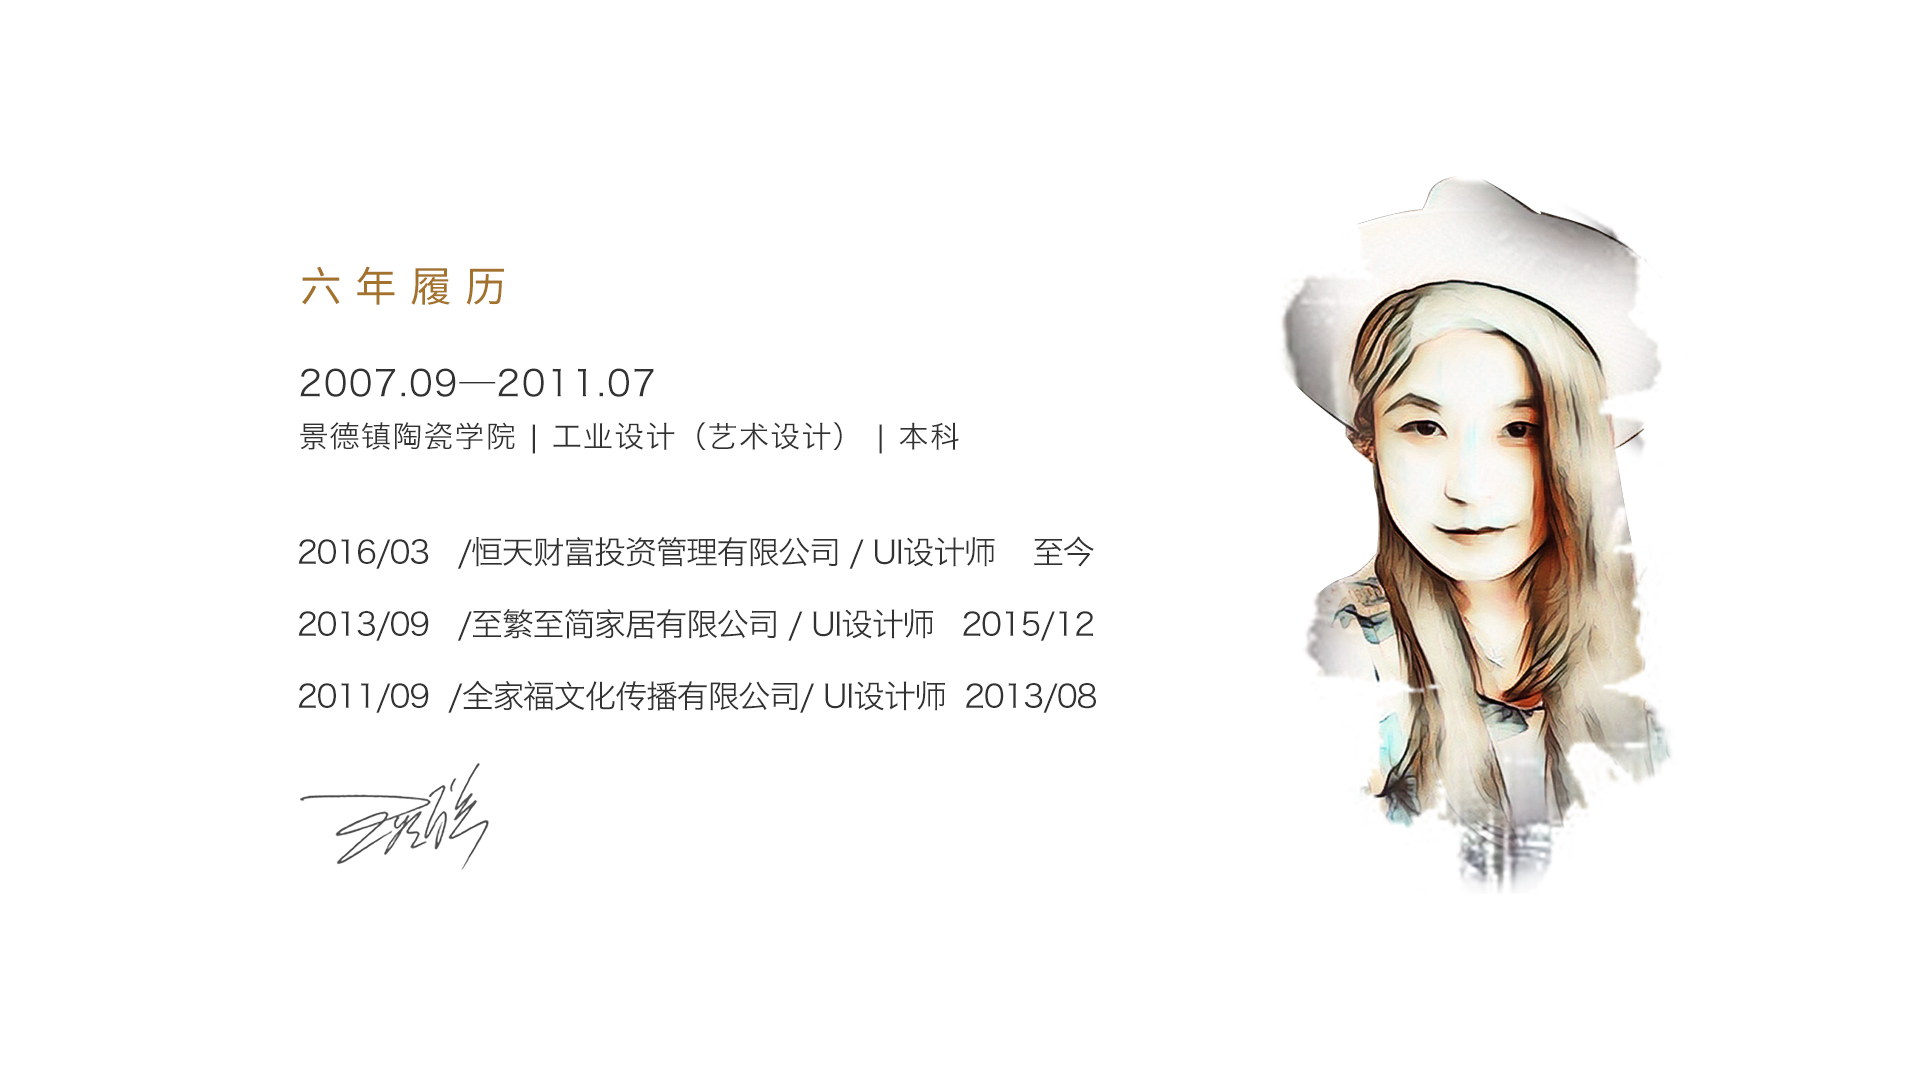 六年履历
2007.09—2011.07
景德镇陶瓷学院 | 工业设计（艺术设计） | 本科
2016/03 /恒天财富投资管理有限公司 / UI设计师 至今
2013/09 /至繁至简家居有限公司 / UI设计师 2015/12
2011/09 /全家福文化传播有限公司/ UI设计师 2013/08